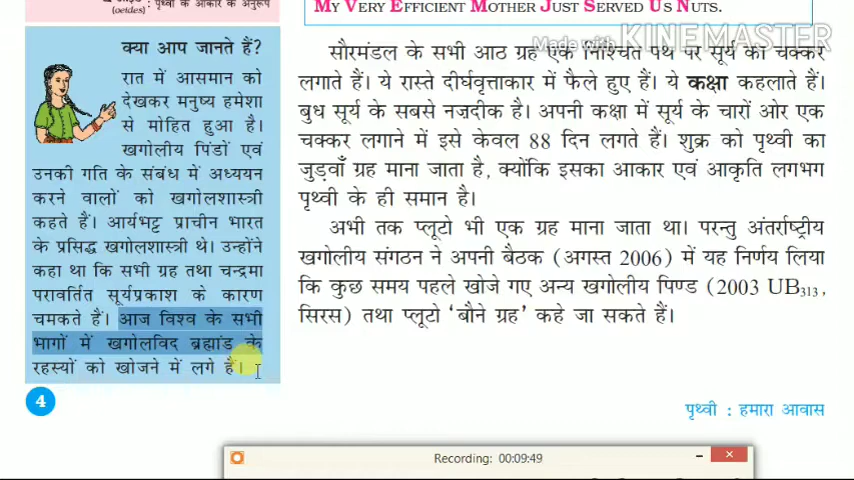 (oetdes) : पृथ्वी के आकार के अनुरूप
MY VERY EFFICIENT MOTHER JUST SERVED US NUTS.
Made with KINEMASTER
क्या आप जानते हैं?
रात में आसमान को
देखकर मनुष्य हमेशा
से मोहित हुआ है।
खगोलीय पिंडों एवं
उनकी गति के संबंध में अध्ययन
करने वालों को खगोलशास्त्री
कहते हैं। आर्यभट्ट प्राचीन भारत
के प्रसिद्ध खगोलशास्त्री थे। उन्होंने
कहा था कि सभी ग्रह तथा चन्द्रमा
परावर्तित सूर्यप्रकाश के कारण
चमकते हैं। आज विश्व के सभी
भागों में खगोलविद ब्रह्मांड के
रहस्यों को खोजने में लगे हैं।
सौरमंडल के सभी आठ ग्रह एक निश्चित पथ पर सूर्य का चक्कर
लगाते हैं। ये रास्ते दीर्घवृत्ताकार में फैले हुए हैं। ये कक्षा कहलाते हैं।
बुध सूर्य के सबसे नज़दीक है। अपनी कक्षा में सूर्य के चारों ओर एक
चक्कर लगाने में इसे केवल 88 दिन लगते हैं। शुक्र को पृथ्वी का
जुड़वाँ ग्रह माना जाता है, क्योंकि इसका आकार एवं आकृति लगभग
पृथ्वी के ही समान है।
अभी तक प्लूटो भी एक ग्रह माना जाता था। परन्तु अंतर्राष्ट्रीय
खगोलीय संगठन ने अपनी बैठक (अगस्त 2006) में यह निर्णय लिया
कि कुछ समय पहले खोजे गए अन्य खगोलीय पिण्ड (2003 UB₃₁₃,
सिरस) तथा प्लूटो ‘बौने ग्रह’ कहे जा सकते हैं।
4
पृथ्वी : हमारा आवास
Recording: 00:09:49